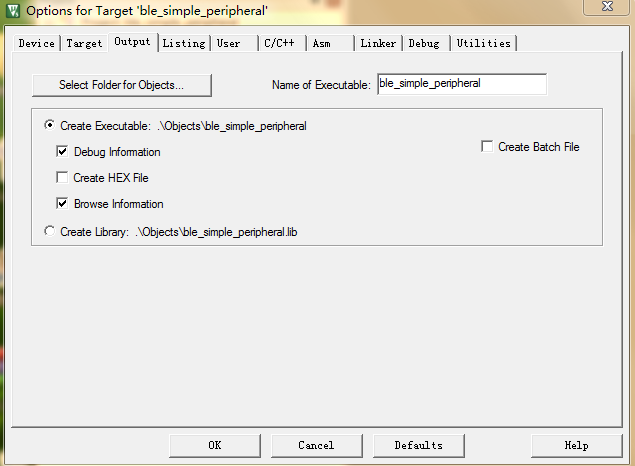 Options for Target 'ble_simple_peripheral'
Device Target Output Listing User C/C++ Asm Linker Debug Utilities
Select Folder for Objects... Name of Executable: ble_simple_peripheral
Create Executable: .\Objects\ble_simple_peripheral
Debug Information Create Batch File
Create HEX File
Browse Information
Create Library: .\Objects\ble_simple_peripheral.lib
OK Cancel Defaults Help